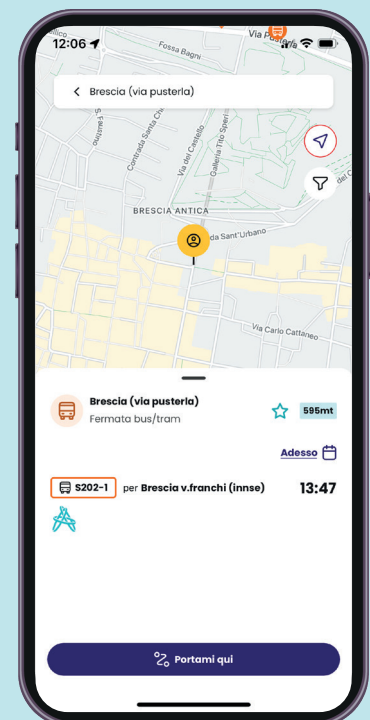 12:06
Fossa Bagni
Brescia (via pusterla)
Contrada Santa Chi
Via del Castello
Galleria Tito Speri
BRESCIA ANTICA
da Sant'Urbano
Via Carlo Cattaneo
Brescia (via pusterla)
Fermata bus/tram
595mt
Adesso
S202-1 per Brescia v.franchi (innse) 13:47
Portami qui